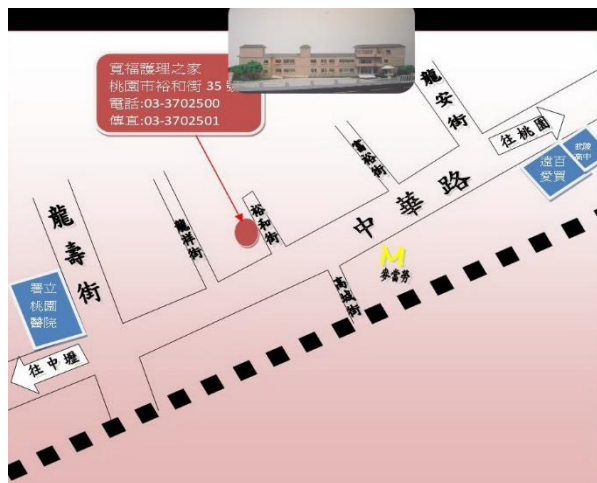 寬福護理之家
桃園市裕和街 35 號
電話:03-3702500
傳真:03-3702501
龍安街
往桃園
武陵高中
遠百愛買
富裕街
中華路
裕和街
龍祥街
龍壽街
M
麥當勞
高城街
署立桃園醫院
往中壢